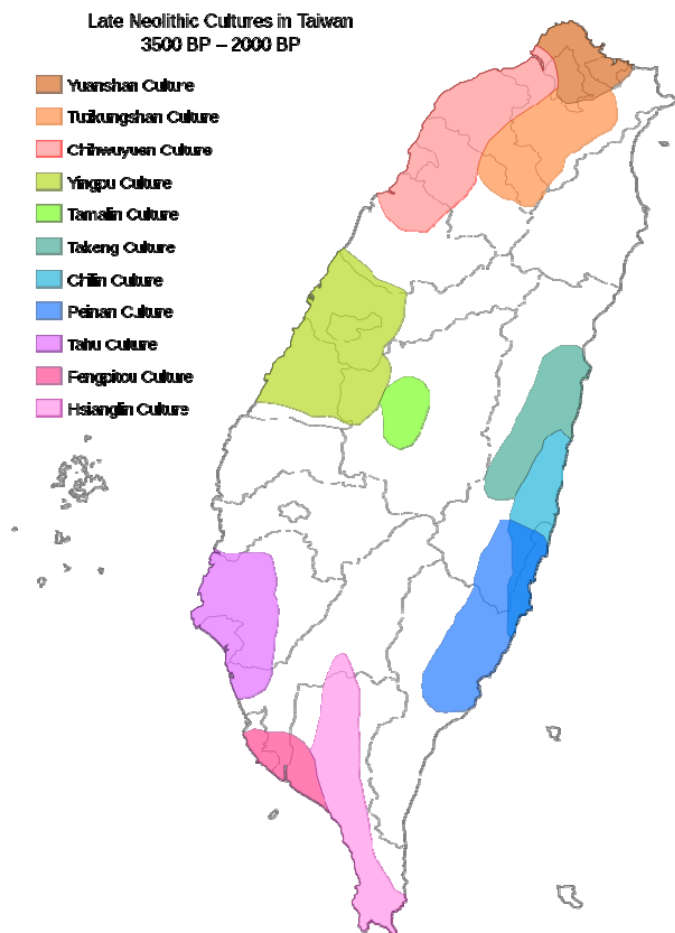 Late Neolithic Cultures in Taiwan
3500 BP – 2000 BP
Yuanshan Culture
Tudikungshan Culture
Chihwuyuen Culture
Yingpu Culture
Tamalin Culture
Takeng Culture
Chilin Culture
Peinan Culture
Tahu Culture
Fengpitou Culture
Hsianglin Culture